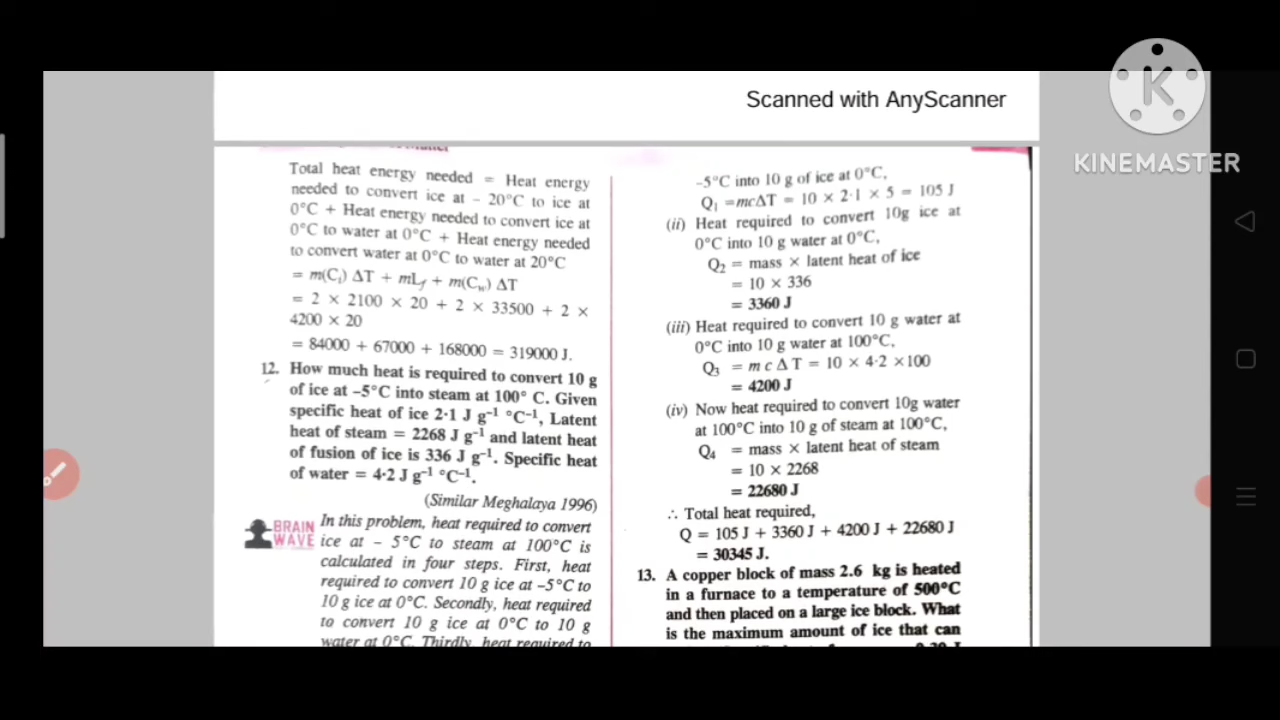 Scanned with AnyScanner
KINEMASTER
Total heat energy needed = Heat energy
needed to convert ice at – 20°C to ice at
0°C + Heat energy needed to convert ice at
0°C to water at 0°C + Heat energy needed
to convert water at 0°C to water at 20°C
= m(Cᵢ) ΔT + mL_f + m(C_w) ΔT
= 2 × 2100 × 20 + 2 × 33500 + 2 ×
4200 × 20
= 84000 + 67000 + 168000 = 319000 J.
12. How much heat is required to convert 10 g
of ice at –5°C into steam at 100° C. Given
specific heat of ice 2·1 J g⁻¹ °C⁻¹, Latent
heat of steam = 2268 J g⁻¹ and latent heat
of fusion of ice is 336 J g⁻¹. Specific heat
of water = 4·2 J g⁻¹ °C⁻¹.
(Similar Meghalaya 1996)
BRAIN
WAVE
In this problem, heat required to convert
ice at – 5°C to steam at 100°C is
calculated in four steps. First, heat
required to convert 10 g ice at –5°C to
10 g ice at 0°C. Secondly, heat required
to convert 10 g ice at 0°C to 10 g
water at 0°C. Thirdly, heat required to
–5°C into 10 g of ice at 0°C,
Q₁ =mcΔT = 10 × 2·1 × 5 = 105 J
(ii) Heat required to convert 10g ice at
0°C into 10 g water at 0°C,
Q₂ = mass × latent heat of ice
= 10 × 336
= 3360 J
(iii) Heat required to convert 10 g water at
0°C into 10 g water at 100°C,
Q₃ = m c Δ T = 10 × 4·2 ×100
= 4200 J
(iv) Now heat required to convert 10g water
at 100°C into 10 g of steam at 100°C,
Q₄ = mass × latent heat of steam
= 10 × 2268
= 22680 J
∴ Total heat required,
Q = 105 J + 3360 J + 4200 J + 22680 J
= 30345 J.
13. A copper block of mass 2.6 kg is heated
in a furnace to a temperature of 500°C
and then placed on a large ice block. What
is the maximum amount of ice that can